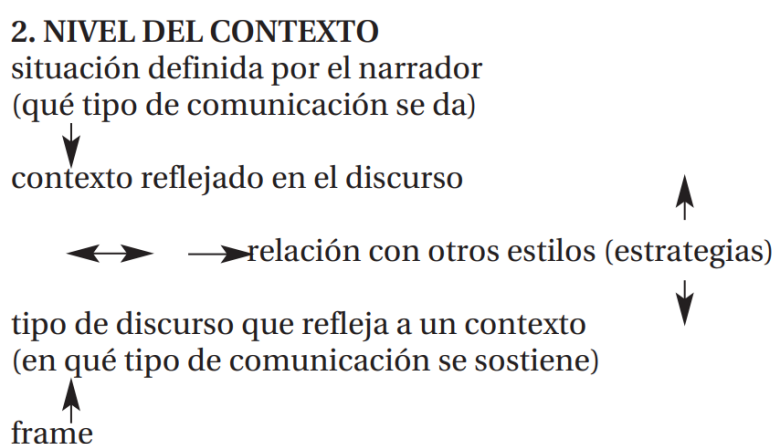 2. NIVEL DEL CONTEXTO
situación definida por el narrador
(qué tipo de comunicación se da)
contexto reflejado en el discurso
relación con otros estilos (estrategias)
tipo de discurso que refleja a un contexto
(en qué tipo de comunicación se sostiene)
frame